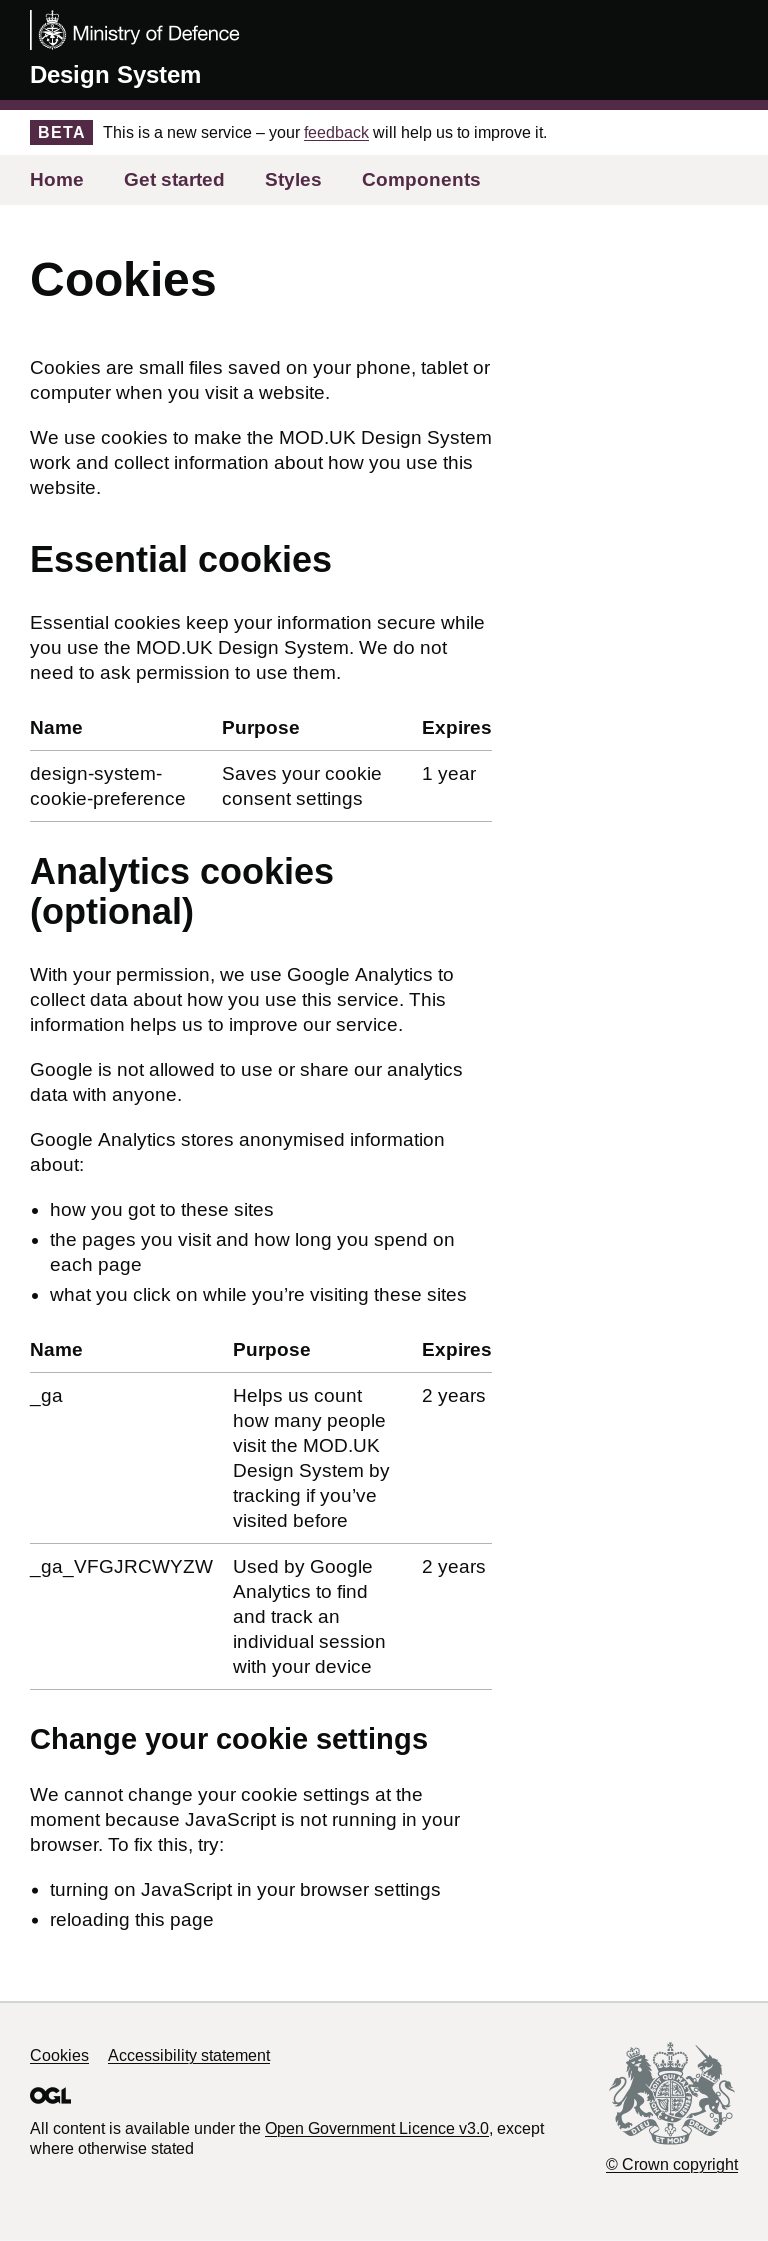 Ministry of Defence
Design System
BETA This is a new service – your feedback will help us to improve it.
Home Get started Styles Components
Cookies
Cookies are small files saved on your phone, tablet or
computer when you visit a website.
We use cookies to make the MOD.UK Design System
work and collect information about how you use this
website.
Essential cookies
Essential cookies keep your information secure while
you use the MOD.UK Design System. We do not
need to ask permission to use them.
Name Purpose Expires
design-system- Saves your cookie 1 year
cookie-preference consent settings
Analytics cookies
(optional)
With your permission, we use Google Analytics to
collect data about how you use this service. This
information helps us to improve our service.
Google is not allowed to use or share our analytics
data with anyone.
Google Analytics stores anonymised information
about:
• how you got to these sites
• the pages you visit and how long you spend on
each page
• what you click on while you’re visiting these sites
Name Purpose Expires
_ga Helps us count 2 years
how many people
visit the MOD.UK
Design System by
tracking if you’ve
visited before
_ga_VFGJRCWYZW Used by Google 2 years
Analytics to find
and track an
individual session
with your device
Change your cookie settings
We cannot change your cookie settings at the
moment because JavaScript is not running in your
browser. To fix this, try:
• turning on JavaScript in your browser settings
• reloading this page
Cookies Accessibility statement
OGL
All content is available under the Open Government Licence v3.0, except
where otherwise stated
DIEU ET MON DROIT
© Crown copyright